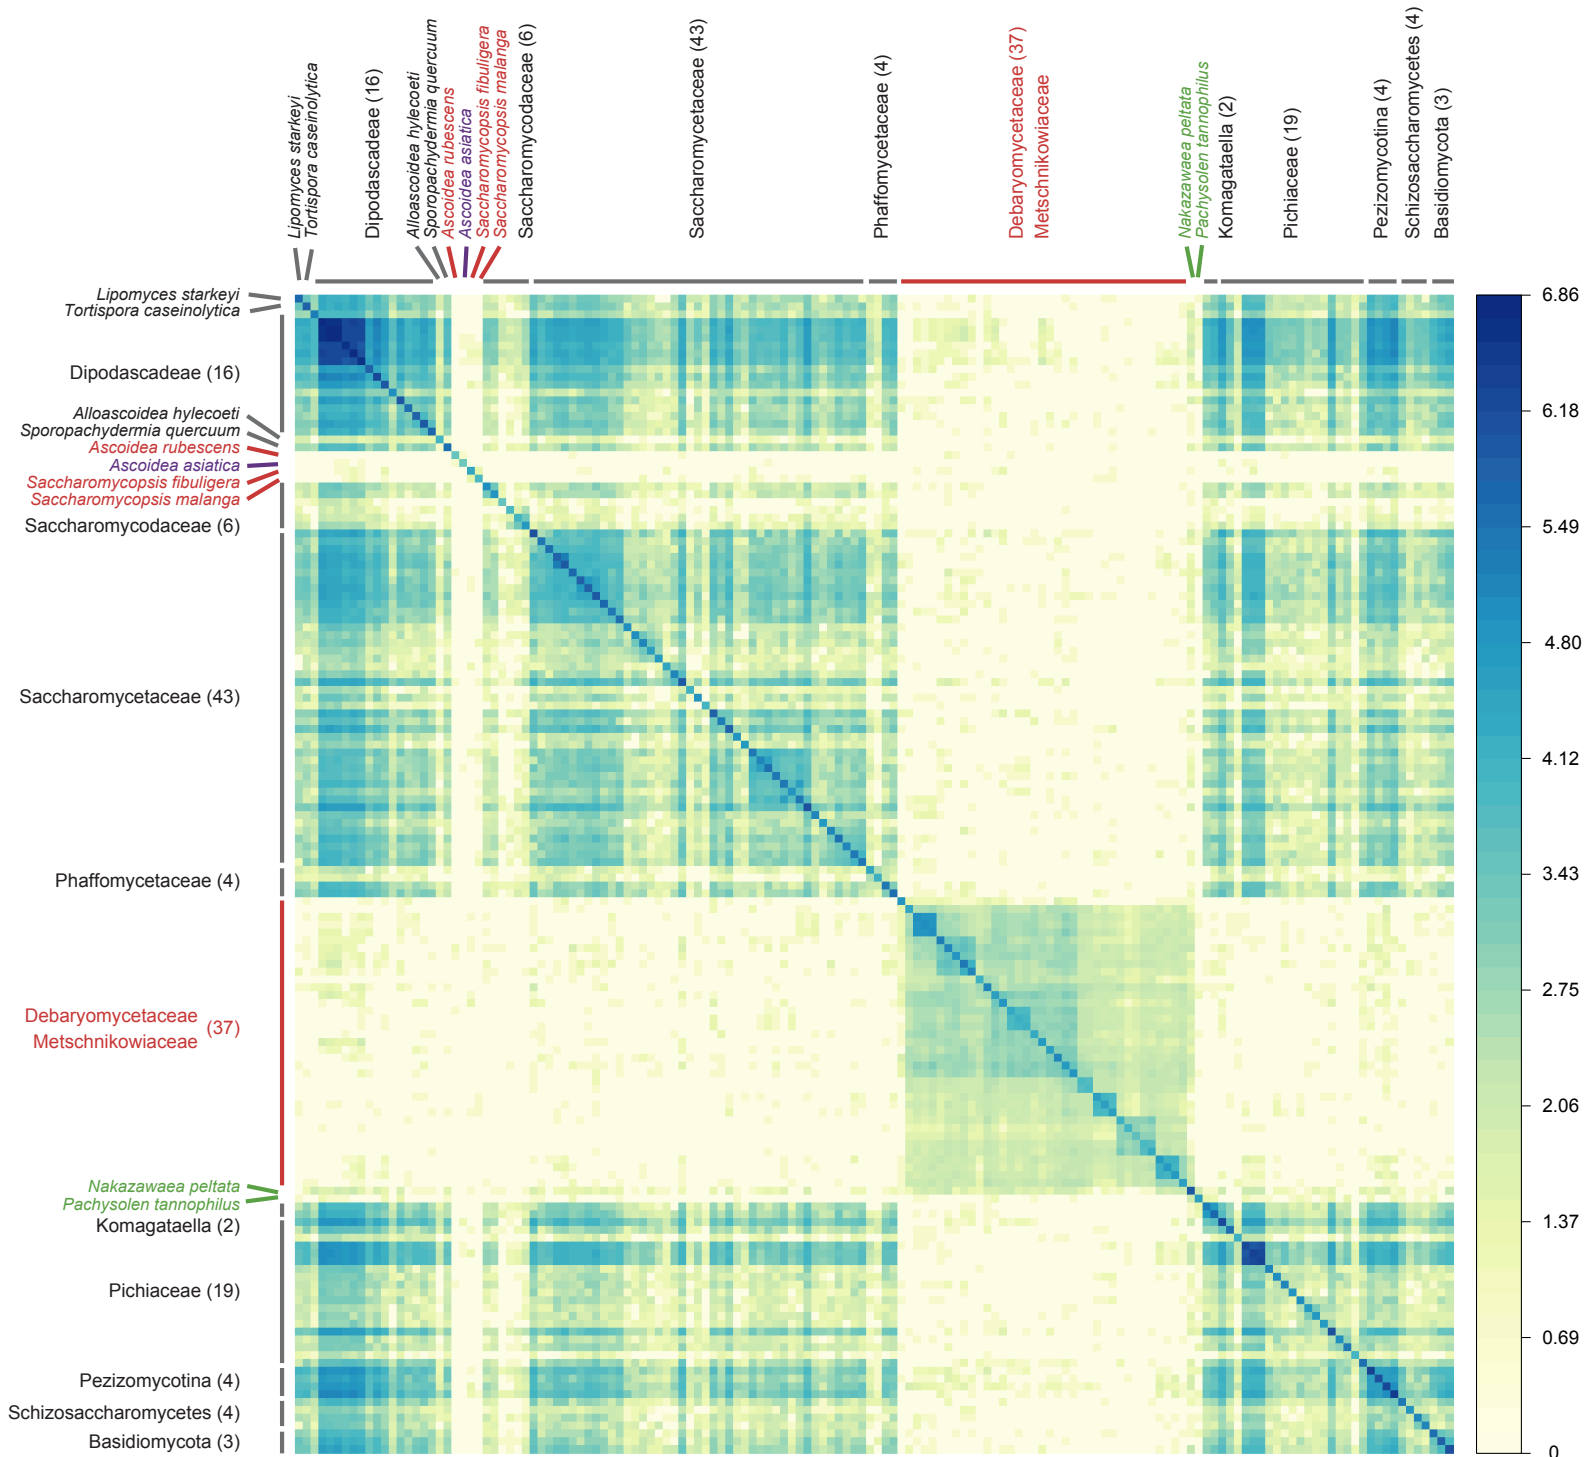 Lipomyces starkeyi
Tortispora caseinolytica
Dipodascadeae (16)
Alloascoidea hylecoeti
Sporopachydermia quercuum
Ascoidea rubescens
Ascoidea asiatica
Saccharomycopsis fibuligera
Saccharomycopsis malanga
Saccharomycodaceae (6)
Saccharomycetaceae (43)
Phaffomycetaceae (4)
Debaryomycetaceae (37)
Metschnikowiaceae
Nakazawaea peltata
Pachysolen tannophilus
Komagataella (2)
Pichiaceae (19)
Pezizomycotina (4)
Schizosaccharomycetes (4)
Basidiomycota (3)
Lipomyces starkeyi
Tortispora caseinolytica
Dipodascadeae (16)
Alloascoidea hylecoeti
Sporopachydermia quercuum
Ascoidea rubescens
Ascoidea asiatica
Saccharomycopsis fibuligera
Saccharomycopsis malanga
Saccharomycodaceae (6)
Saccharomycetaceae (43)
Phaffomycetaceae (4)
Debaryomycetaceae
Metschnikowiaceae
(37)
Nakazawaea peltata
Pachysolen tannophilus
Komagataella (2)
Pichiaceae (19)
Pezizomycotina (4)
Schizosaccharomycetes (4)
Basidiomycota (3)
6.86
6.18
5.49
4.80
4.12
3.43
2.75
2.06
1.37
0.69
0